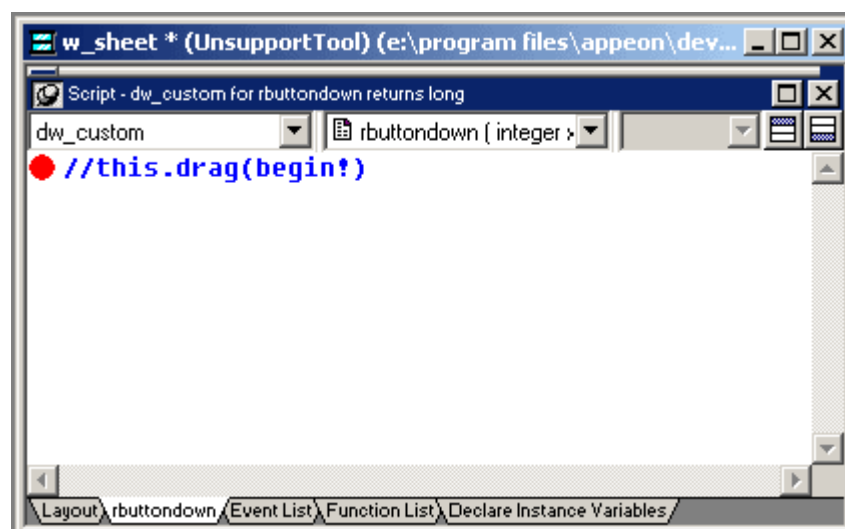 w_sheet * (UnsupportTool) (e:\program files\appeon\dev...
Script - dw_custom for rbuttondown returns long
dw_custom
rbuttondown ( integer
//this.drag(begin!)
Layout
rbuttondown
Event List
Function List
Declare Instance Variables